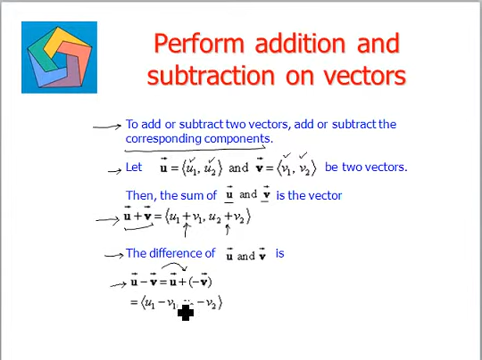 Perform addition and
subtraction on vectors
To add or subtract two vectors, add or subtract the
corresponding components.
Let u⃗ = ⟨u₁, u₂⟩ and v⃗ = ⟨v₁, v₂⟩ be two vectors.
Then, the sum of u⃗ and v⃗ is the vector
u⃗ + v⃗ = ⟨u₁ + v₁, u₂ + v₂⟩
The difference of u⃗ and v⃗ is
u⃗ − v⃗ = u⃗ + (−v⃗)
= ⟨u₁ − v₁, − v₂⟩